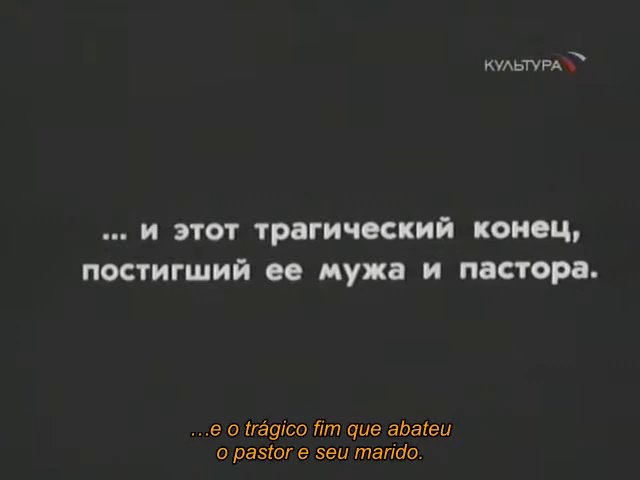 КУЛЬТУРА
... и этот трагический конец,
постигший ее мужа и пастора.
…e o trágico fim que abateu
o pastor e seu marido.